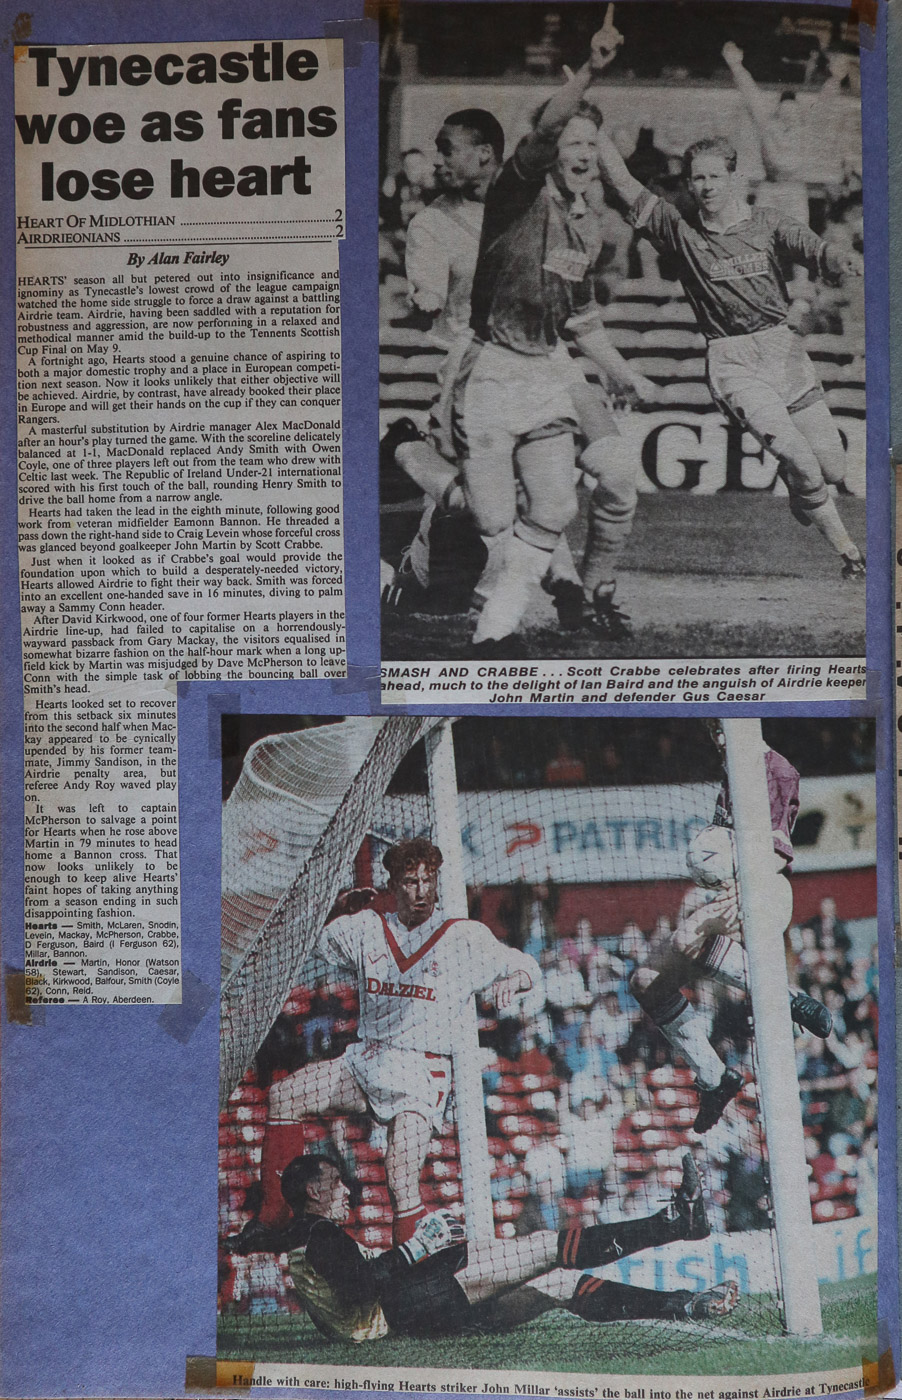 Tynecastle
woe as fans
lose heart
HEART OF MIDLOTHIAN ........................................2
AIRDRIEONIANS ........................................................2
By Alan Fairley
HEARTS' season all but petered out into insignificance and
ignominy as Tynecastle's lowest crowd of the league campaign
watched the home side struggle to force a draw against a battling
Airdrie team. Airdrie, having been saddled with a reputation for
robustness and aggression, are now performing in a relaxed and
methodical manner amid the build-up to the Tennents Scottish
Cup Final on May 9.
A fortnight ago, Hearts stood a genuine chance of aspiring to
both a major domestic trophy and a place in European competi-
tion next season. Now it looks unlikely that either objective will
be achieved. Airdrie, by contrast, have already booked their place
in Europe and will get their hands on the cup if they can conquer
Rangers.
A masterful substitution by Airdrie manager Alex MacDonald
after an hour's play turned the game. With the scoreline delicately
balanced at 1-1, MacDonald replaced Andy Smith with Owen
Coyle, one of three players left out from the team who drew with
Celtic last week. The Republic of Ireland Under-21 international
scored with his first touch of the ball, rounding Henry Smith to
drive the ball home from a narrow angle.
Hearts had taken the lead in the eighth minute, following good
work from veteran midfielder Eamonn Bannon. He threaded a
pass down the right-hand side to Craig Levein whose forceful cross
was glanced beyond goalkeeper John Martin by Scott Crabbe.
Just when it looked as if Crabbe's goal would provide the
foundation upon which to build a desperately-needed victory,
Hearts allowed Airdrie to fight their way back. Smith was forced
into an excellent one-handed save in 16 minutes, diving to palm
away a Sammy Conn header.
After David Kirkwood, one of four former Hearts players in the
Airdrie line-up, had failed to capitalise on a horrendously-
wayward passback from Gary Mackay, the visitors equalised in
somewhat bizarre fashion on the half-hour mark when a long up-
field kick by Martin was misjudged by Dave McPherson to leave
Conn with the simple task of lobbing the bouncing ball over
Smith's head.
Hearts looked set to recover
from this setback six minutes
into the second half when Mac-
kay appeared to be cynically
upended by his former team-
mate, Jimmy Sandison, in the
Airdrie penalty area, but
referee Andy Roy waved play
on.
It was left to captain
McPherson to salvage a point
for Hearts when he rose above
Martin in 79 minutes to head
home a Bannon cross. That
now looks unlikely to be
enough to keep alive Hearts'
faint hopes of taking anything
from a season ending in such
disappointing fashion.
Hearts — Smith, McLaren, Snodin,
Levein, Mackay, McPherson, Crabbe,
D Ferguson, Baird (I Ferguson 62),
Millar, Bannon.
Airdrie — Martin, Honor (Watson
58), Stewart, Sandison, Caesar,
Black, Kirkwood, Balfour, Smith (Coyle
62), Conn, Reid.
Referee — A Roy, Aberdeen.
GE
SMASH AND CRABBE . . . Scott Crabbe celebrates after firing Hearts
ahead, much to the delight of Ian Baird and the anguish of Airdrie keeper
John Martin and defender Gus Caesar
PATRIC
DALZIEL
fish
if
Handle with care: high-flying Hearts striker John Millar 'assists' the ball into the net against Airdrie at Tynecastle